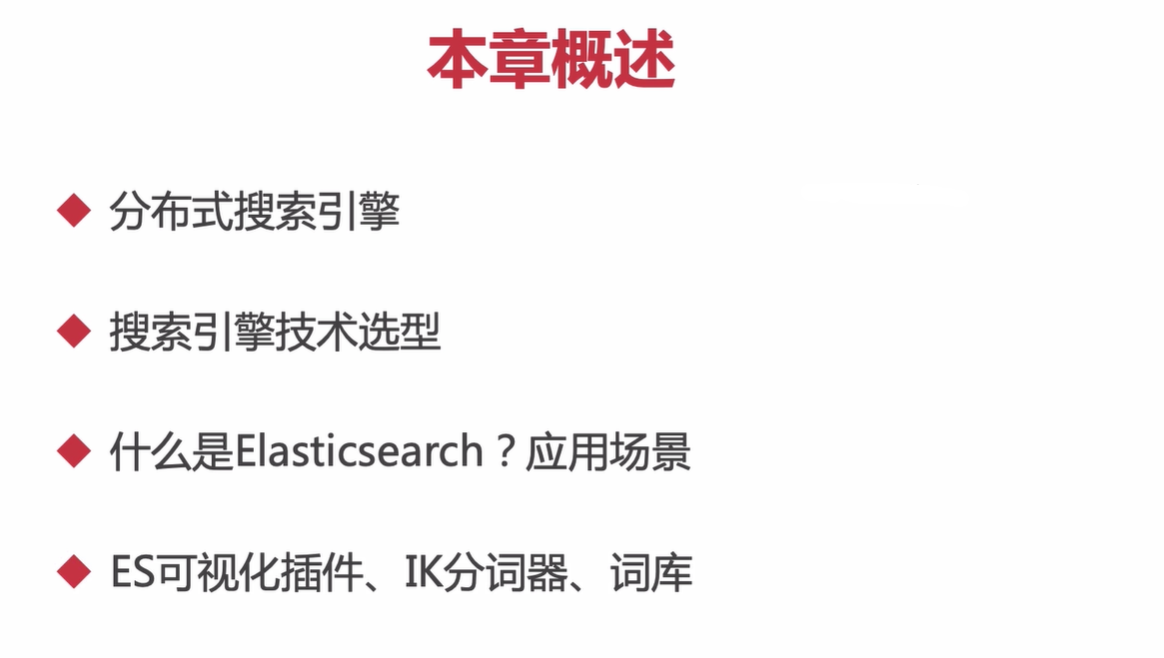 本章概述
分布式搜索引擎
搜索引擎技术选型
什么是Elasticsearch？应用场景
ES可视化插件、IK分词器、词库